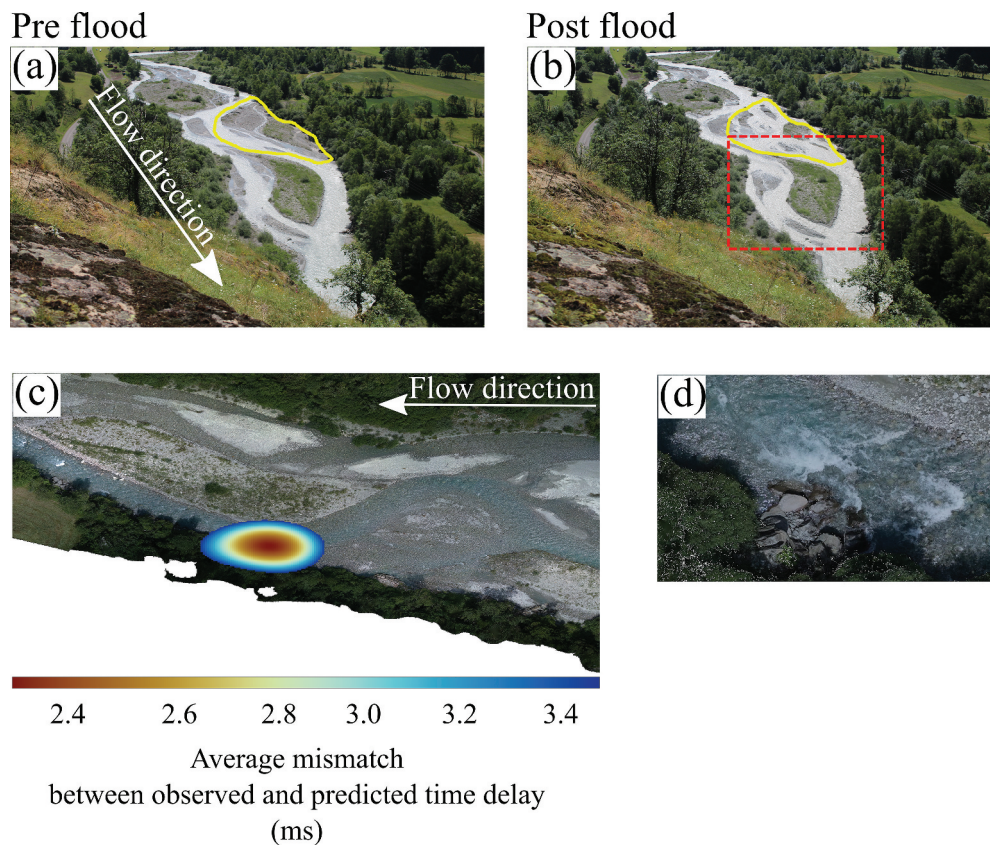 Pre flood
Post flood
(a)
Flow direction
(b)
(c)
Flow direction
(d)
2.4 2.6 2.8 3.0 3.2 3.4
Average mismatch
between observed and predicted time delay
(ms)